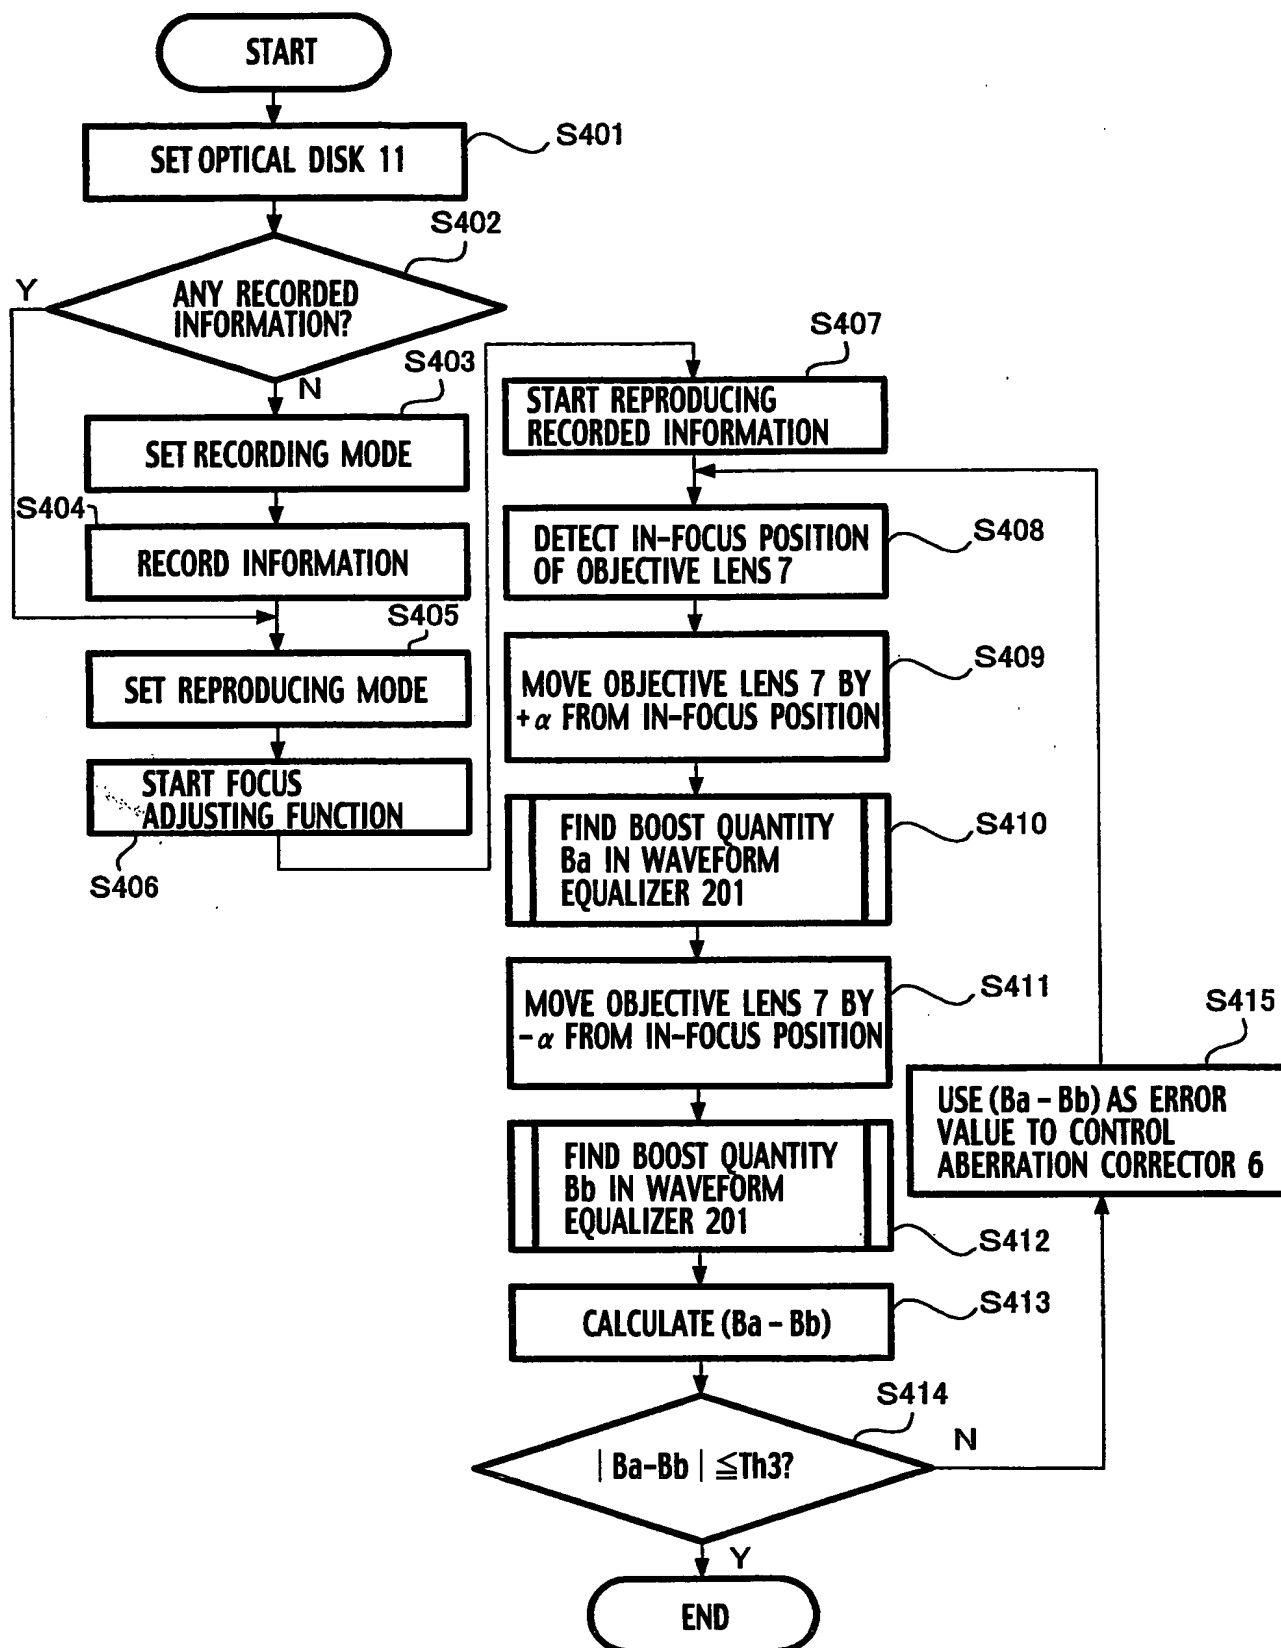 START
S401
SET OPTICAL DISK 11
S402
Y
ANY RECORDED
INFORMATION?
N
S403
SET RECORDING MODE
S404
RECORD INFORMATION
S405
SET REPRODUCING MODE
START FOCUS
ADJUSTING FUNCTION
S406
S407
START REPRODUCING
RECORDED INFORMATION
S408
DETECT IN-FOCUS POSITION
OF OBJECTIVE LENS 7
S409
MOVE OBJECTIVE LENS 7 BY
+α FROM IN-FOCUS POSITION
S410
FIND BOOST QUANTITY
Ba IN WAVEFORM
EQUALIZER 201
S411
MOVE OBJECTIVE LENS 7 BY
-α FROM IN-FOCUS POSITION
FIND BOOST QUANTITY
Bb IN WAVEFORM
EQUALIZER 201
S412
S413
CALCULATE (Ba - Bb)
S414
| Ba-Bb | ≦Th3?
N
S415
USE (Ba - Bb) AS ERROR
VALUE TO CONTROL
ABERRATION CORRECTOR 6
Y
END